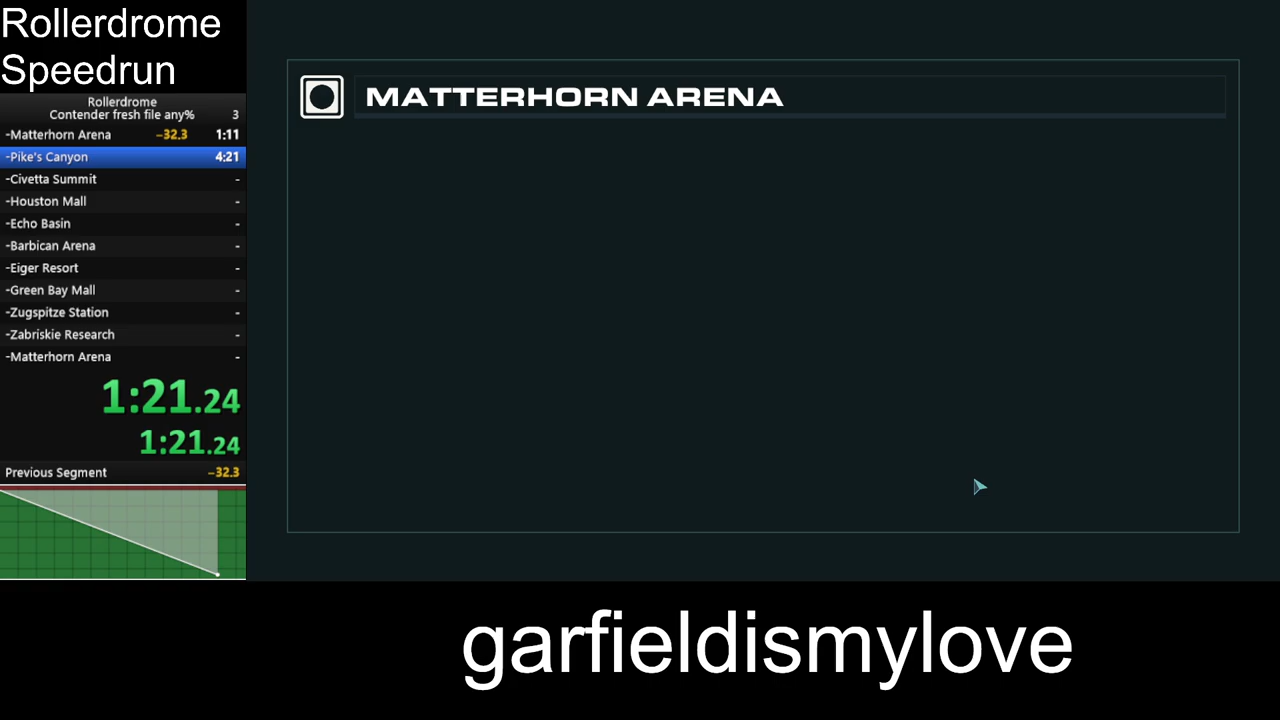 Rollerdrome
Speedrun
Rollerdrome
Contender fresh file any% 3
-Matterhorn Arena −32.3 1:11
-Pike's Canyon 4:21
-Civetta Summit -
-Houston Mall -
-Echo Basin -
-Barbican Arena -
-Eiger Resort -
-Green Bay Mall -
-Zugspitze Station -
-Zabriskie Research -
-Matterhorn Arena -
1:21.24
1:21.24
Previous Segment −32.3
MATTERHORN ARENA
garfieldismylove